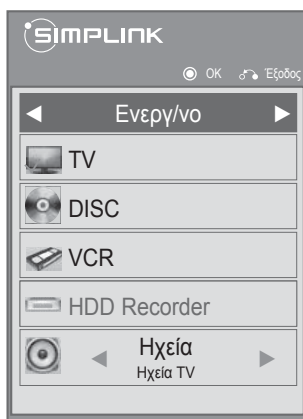 SIMPLINK
OK Έξοδος
Ενεργ/νο
TV
DISC
VCR
HDD Recorder
Ηχεία
Ηχεία TV